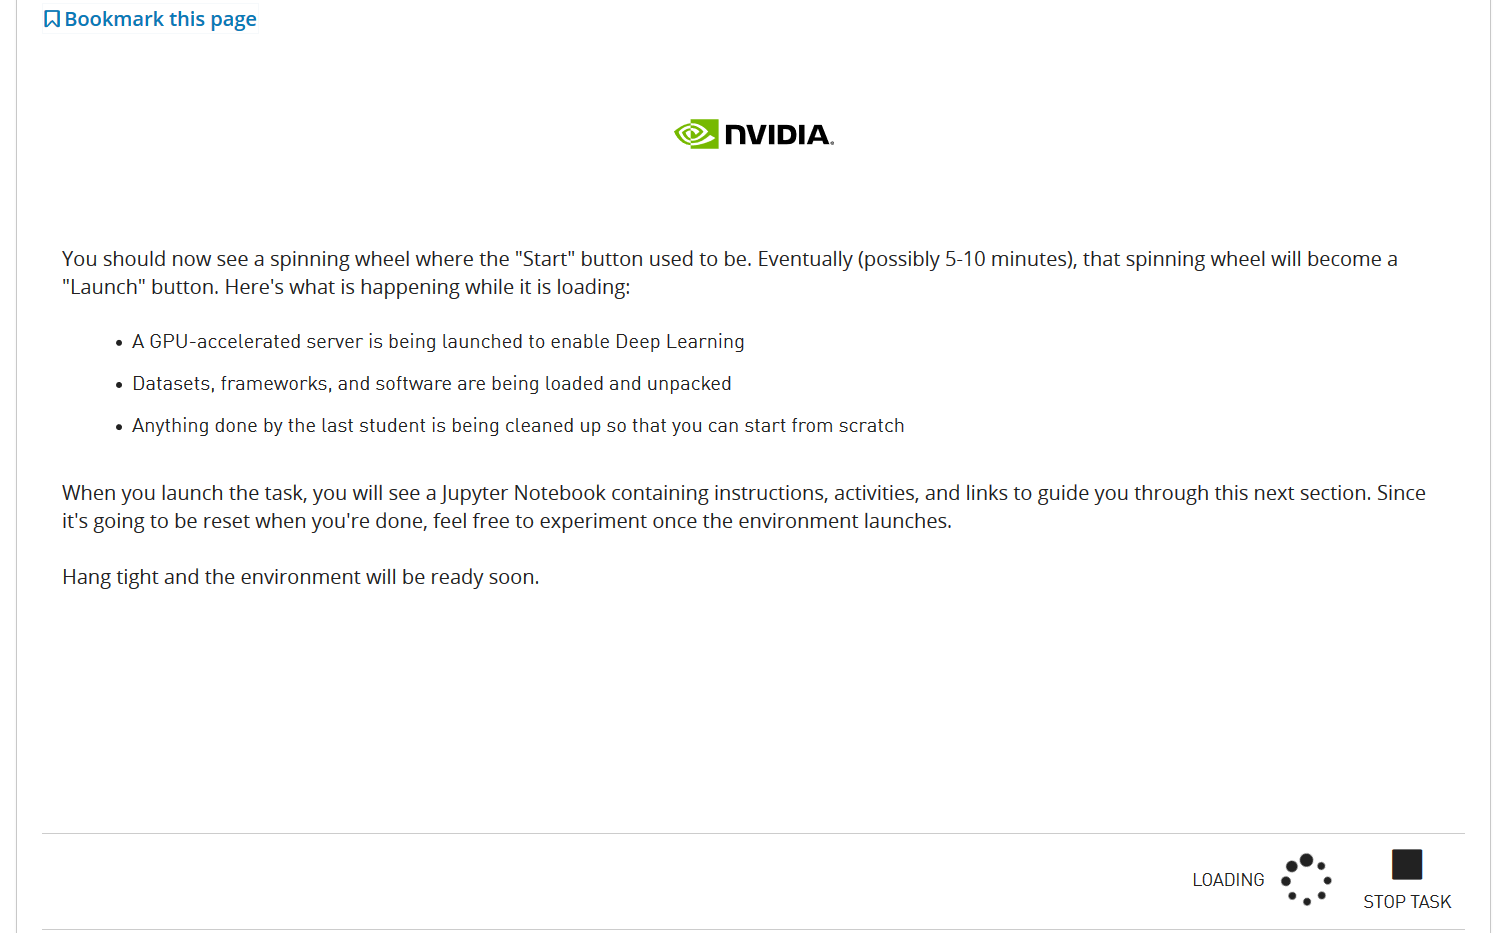 Bookmark this page
NVIDIA.
You should now see a spinning wheel where the "Start" button used to be. Eventually (possibly 5-10 minutes), that spinning wheel will become a
"Launch" button. Here's what is happening while it is loading:
• A GPU-accelerated server is being launched to enable Deep Learning
• Datasets, frameworks, and software are being loaded and unpacked
• Anything done by the last student is being cleaned up so that you can start from scratch
When you launch the task, you will see a Jupyter Notebook containing instructions, activities, and links to guide you through this next section. Since
it's going to be reset when you're done, feel free to experiment once the environment launches.
Hang tight and the environment will be ready soon.
LOADING
STOP TASK